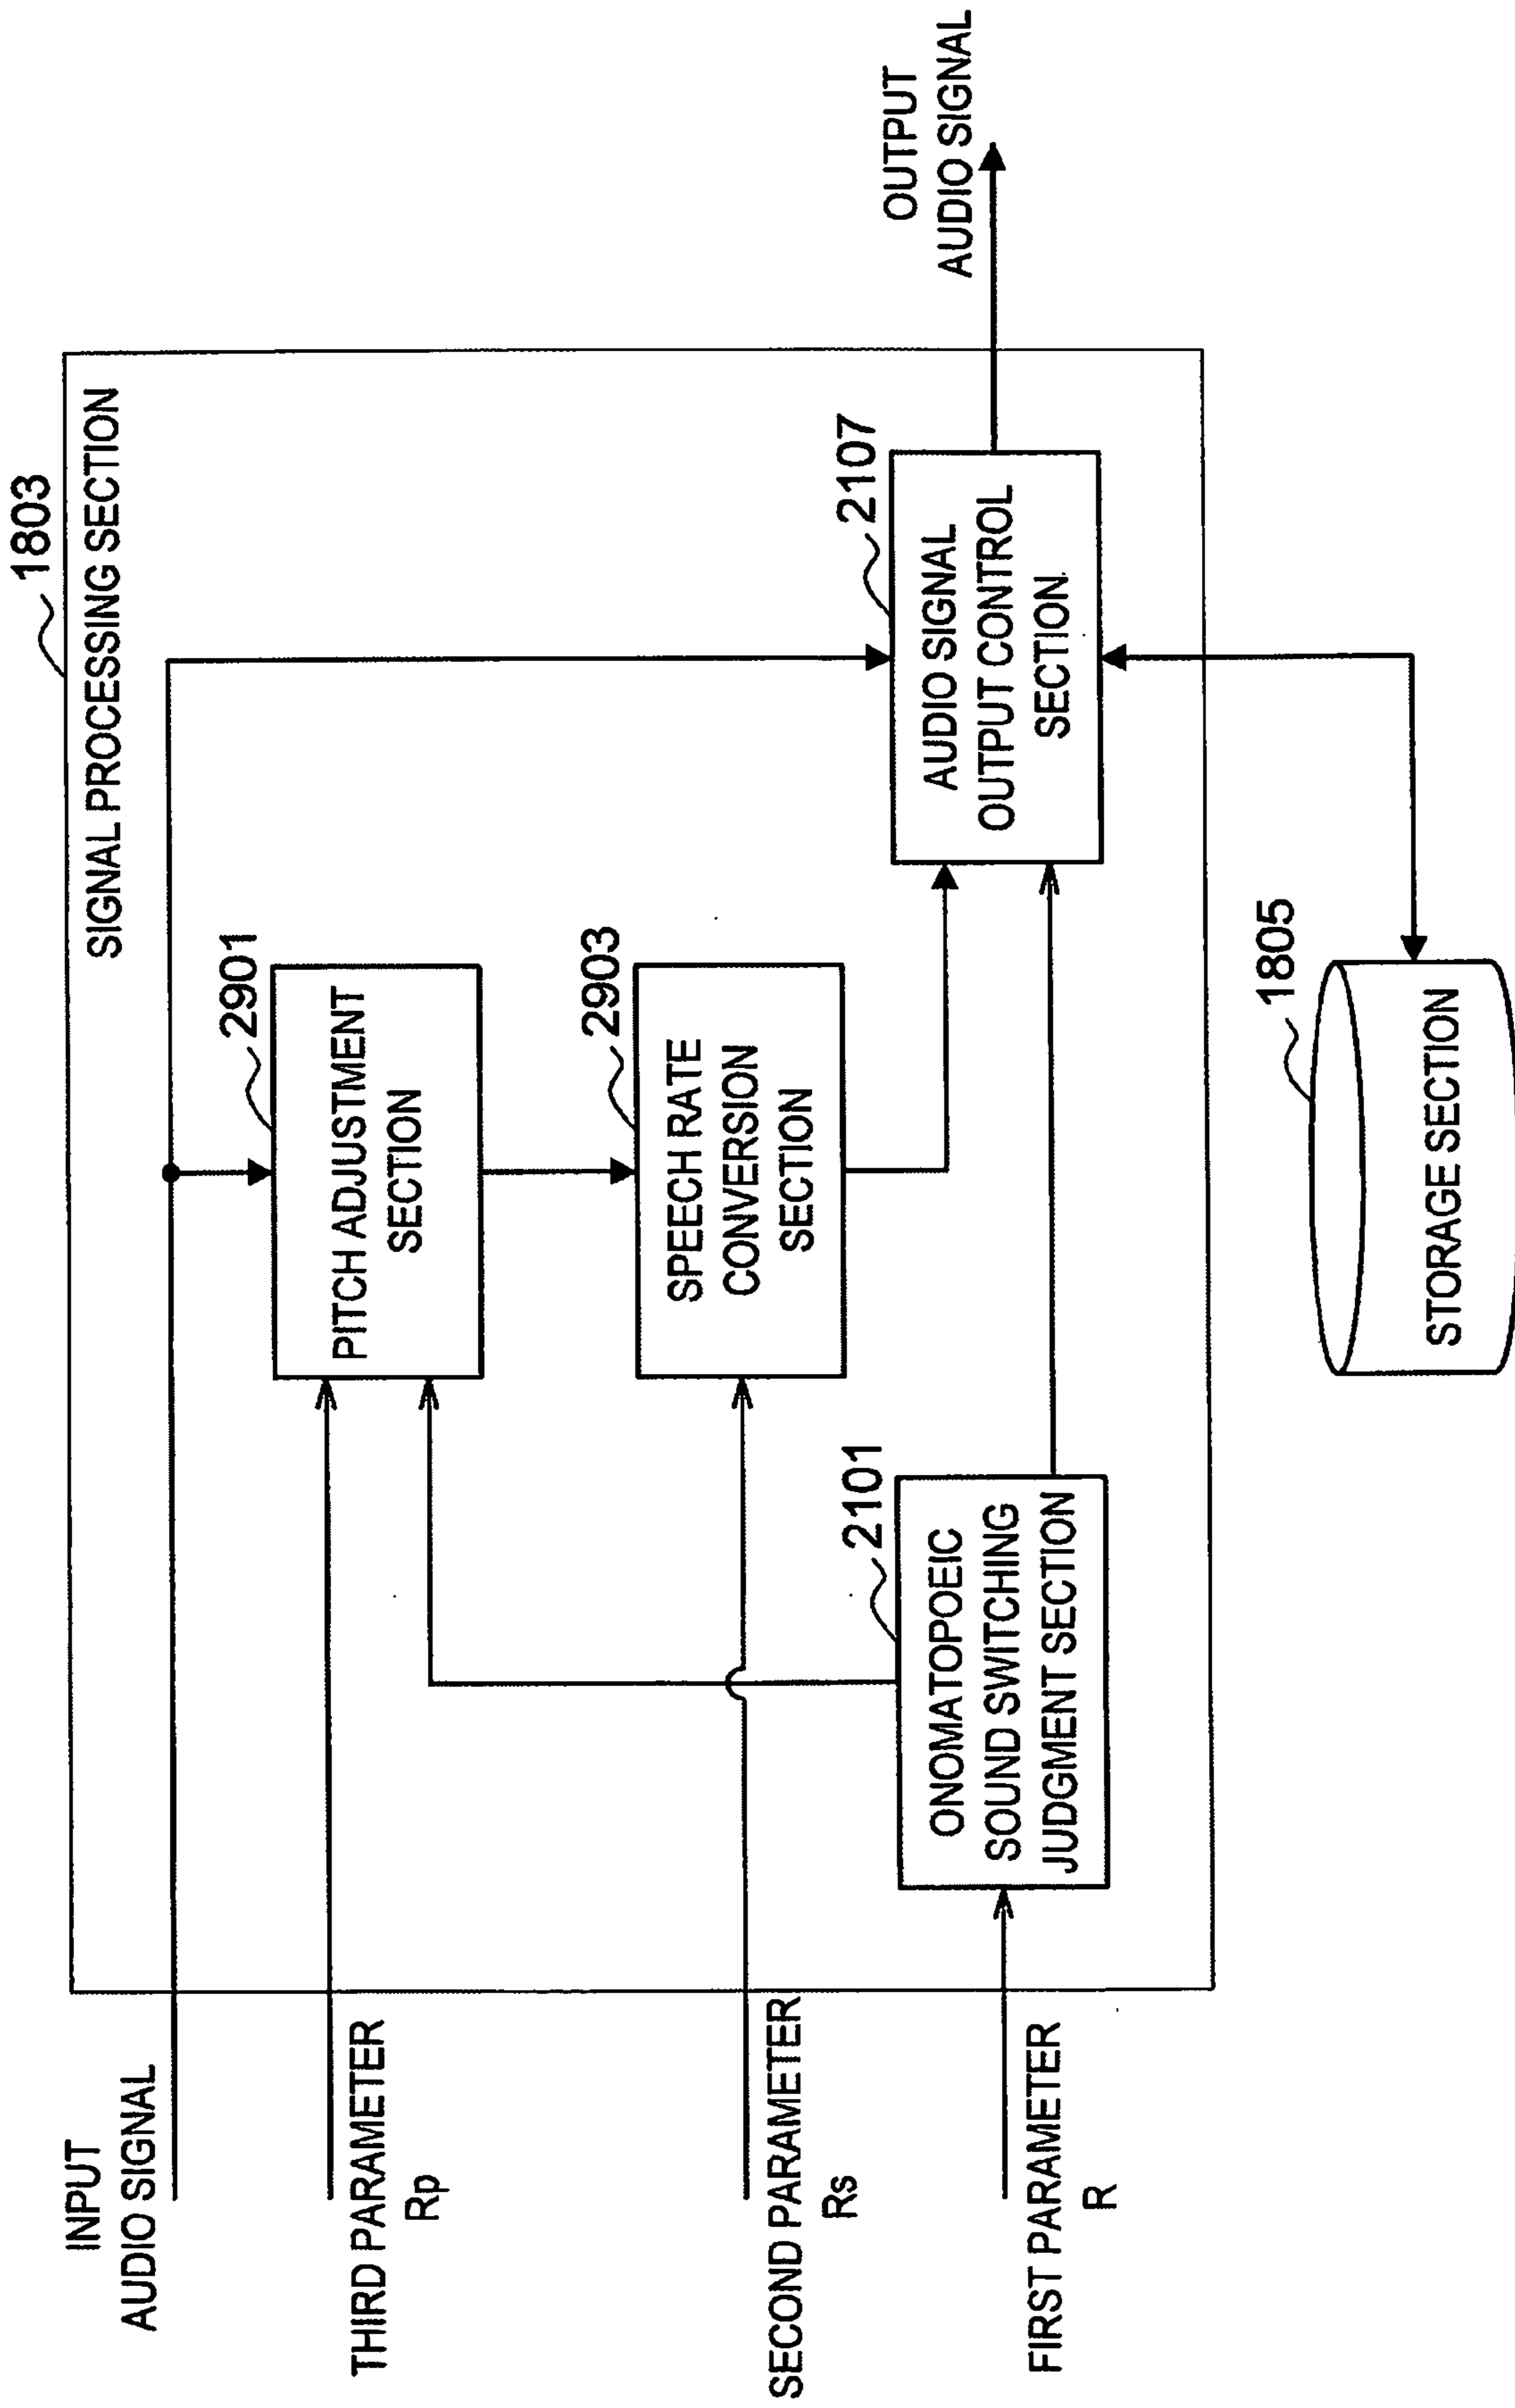 1803
SIGNAL PROCESSING SECTION
INPUT
AUDIO SIGNAL
2901
PITCH ADJUSTMENT
SECTION
THIRD PARAMETER
Rp
2903
SPEECH RATE
CONVERSION
SECTION
SECOND PARAMETER
Rs
2101
ONOMATOPOEIC
SOUND SWITCHING
JUDGMENT SECTION
FIRST PARAMETER
R
2107
AUDIO SIGNAL
OUTPUT CONTROL
SECTION
OUTPUT
AUDIO SIGNAL
1805
STORAGE SECTION